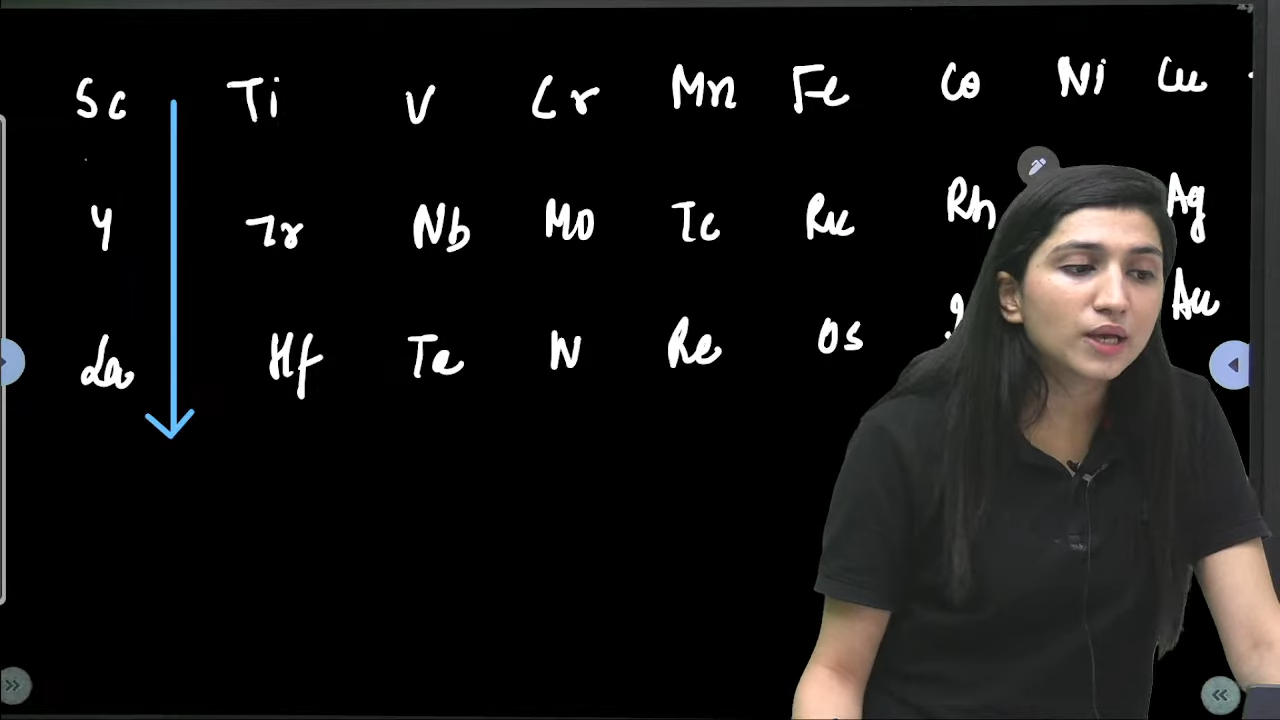 Sc Ti V Cr Mn Fe Co Ni Cu
Y Zr Nb Mo Tc Ru Rh Ag
La Hf Ta W Re Os Au